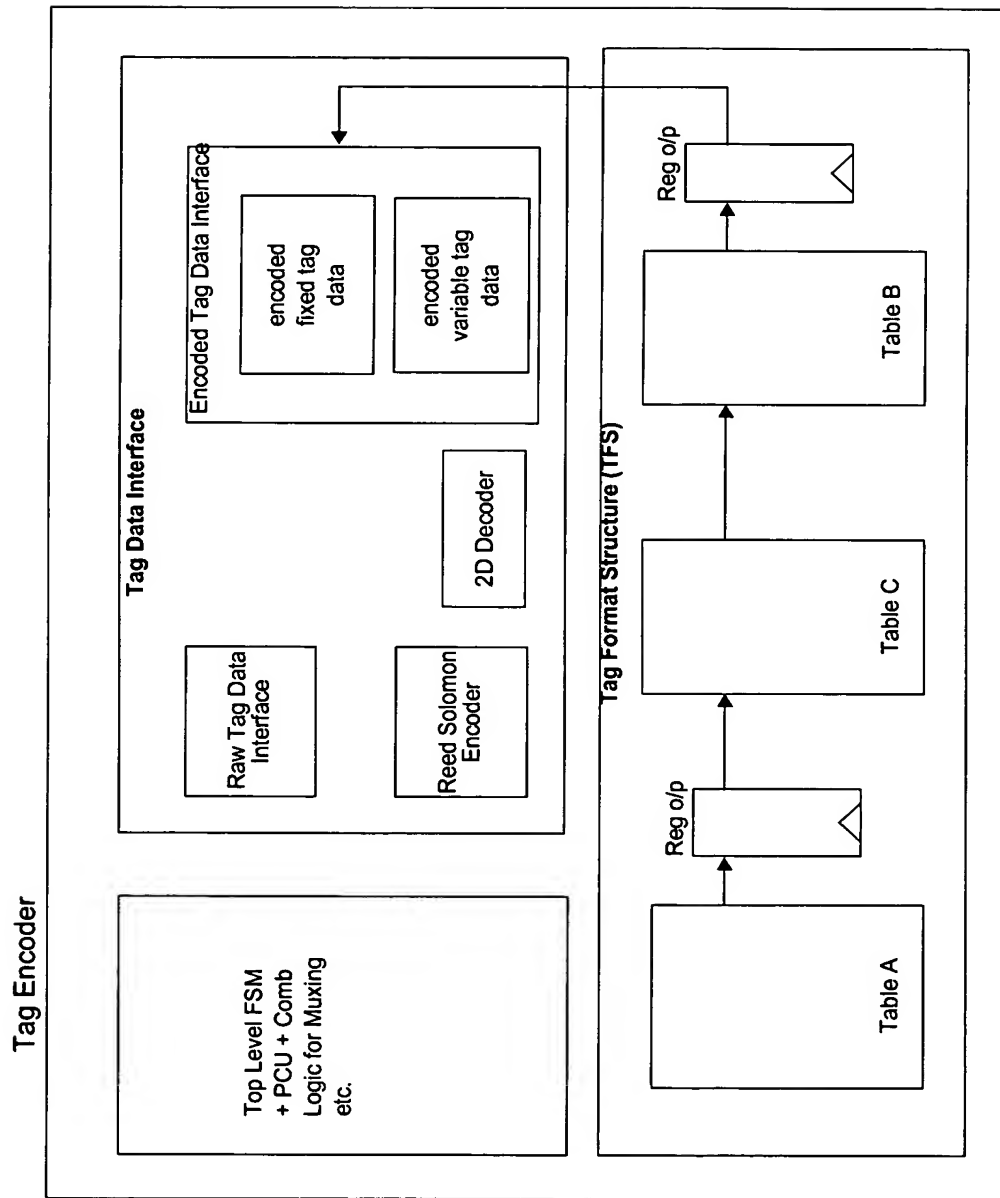 Tag Encoder
Top Level FSM
+ PCU + Comb
Logic for Muxing
etc.
Tag Data Interface
Raw Tag Data
Interface
Reed Solomon
Encoder
2D Decoder
Encoded Tag Data Interface
encoded
fixed tag
data
encoded
variable tag
data
Tag Format Structure (TFS)
Table A
Reg o/p
Table C
Table B
Reg o/p